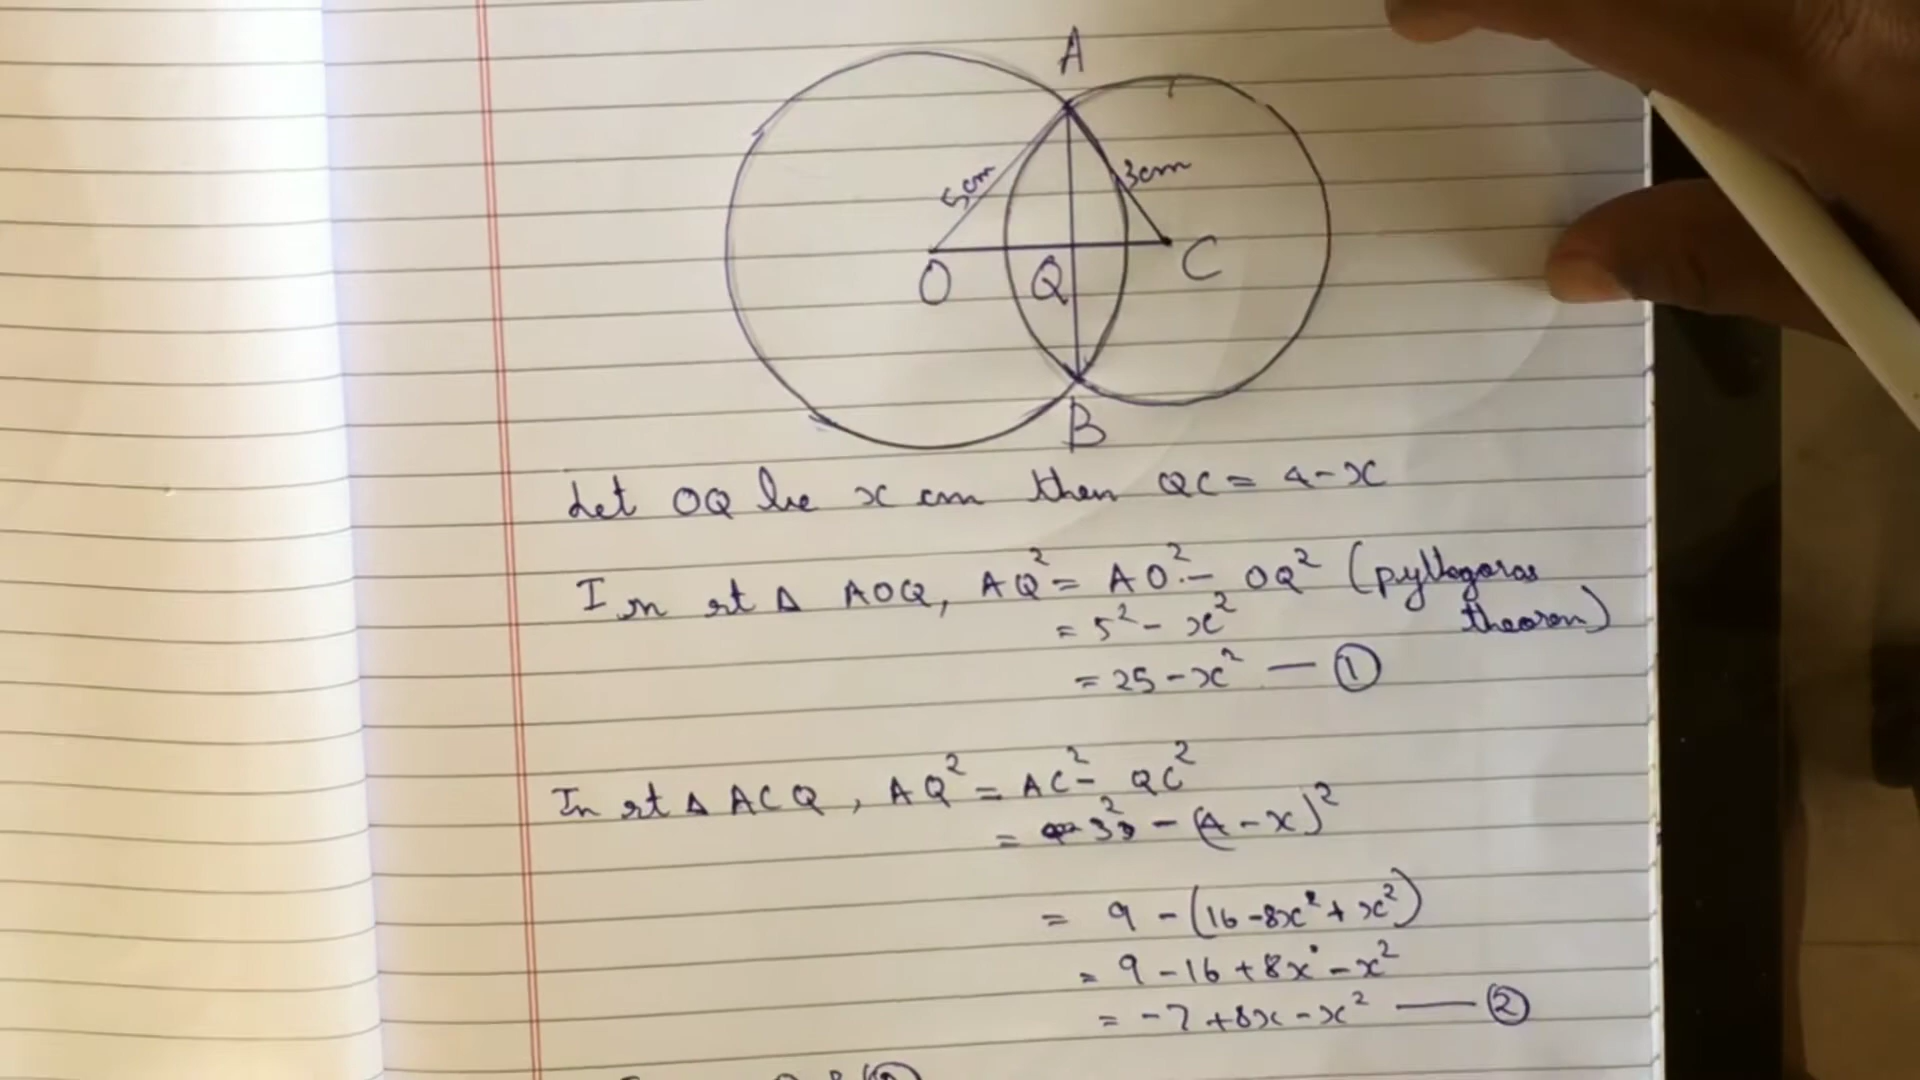 A
5cm
3cm
O
Q
C
B
Let OQ be x cm then QC = 4-x
In rt Δ AOQ, AQ² = AO² - OQ² (pythegoras
theorem)
= 5² - x²
= 25 - x² — ①
In rt Δ ACQ, AQ² = AC² - QC²
= 3² - (4-x)²
= 9 - (16-8x²+x²)
= 9-16+8x-x²
= -7+8x-x² — ②